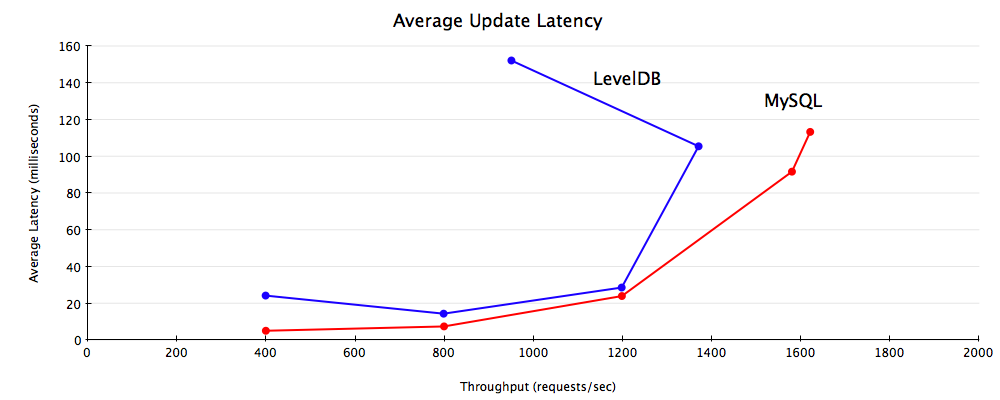 Average Update Latency
160
140
120
100
80
60
40
20
0
Average Latency (milliseconds)
LevelDB
MySQL
0 200 400 600 800 1000 1200 1400 1600 1800 2000
Throughput (requests/sec)